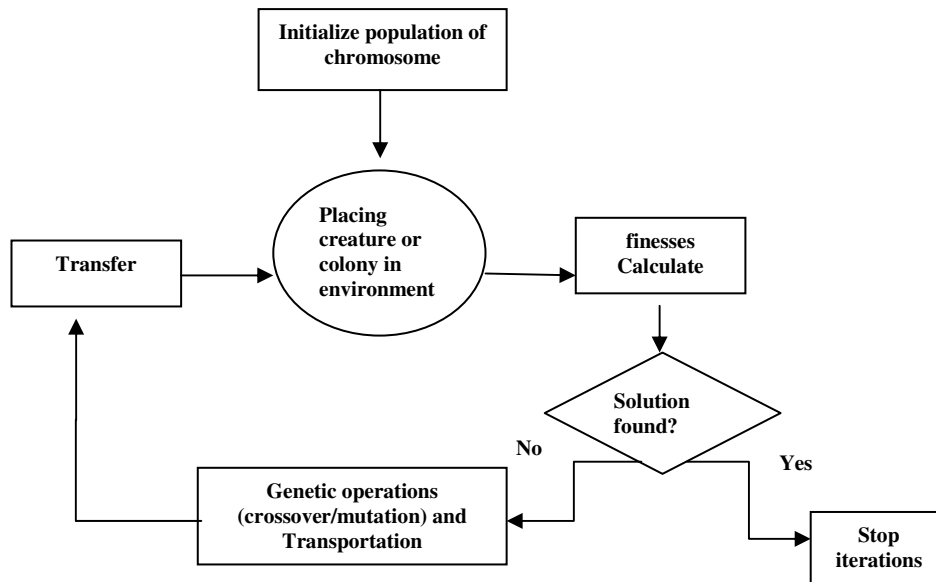 Initialize population of
chromosome
Placing
creature or
colony in
environment
finesses
Calculate
Transfer
Solution
found?
No
Yes
Genetic operations
(crossover/mutation) and
Transportation
Stop
iterations